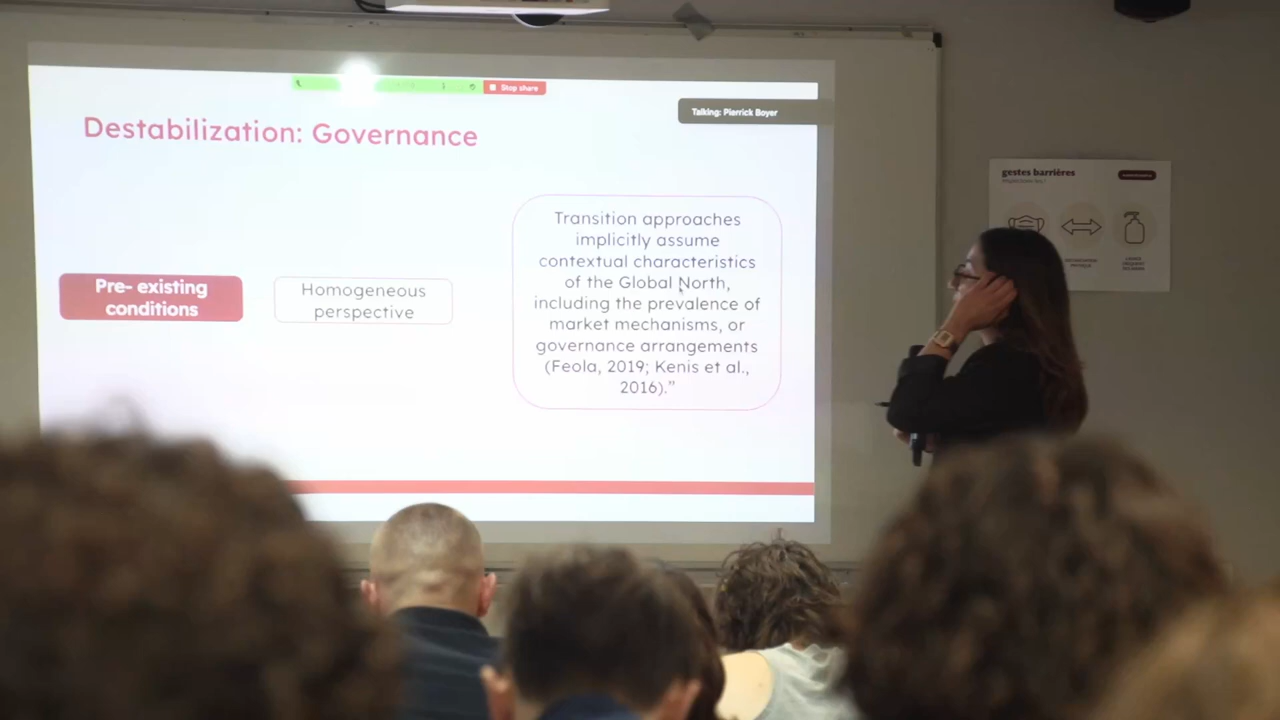 Stop share
Talking: Pierrick Boyer
Destabilization: Governance
Pre- existing
conditions
Homogeneous
perspective
Transition approaches
implicitly assume
contextual characteristics
of the Global North,
including the prevalence of
market mechanisms, or
governance arrangements
(Feola, 2019; Kenis et al.,
2016).”
gestes barrières